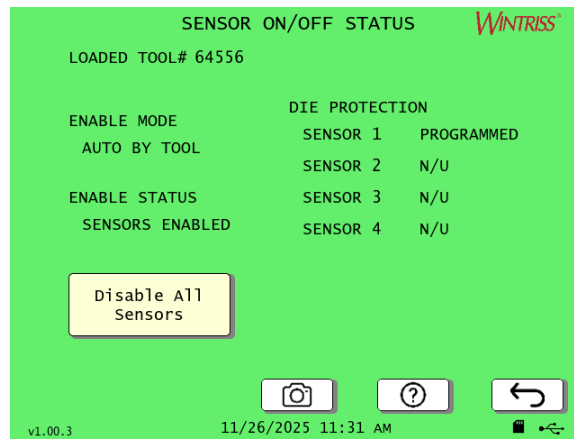 SENSOR ON/OFF STATUS
WINTRISS®
LOADED TOOL# 64556
ENABLE MODE
AUTO BY TOOL
ENABLE STATUS
SENSORS ENABLED
DIE PROTECTION
SENSOR 1 PROGRAMMED
SENSOR 2 N/U
SENSOR 3 N/U
SENSOR 4 N/U
Disable All
Sensors
?
v1.00.3
11/26/2025 11:31 AM